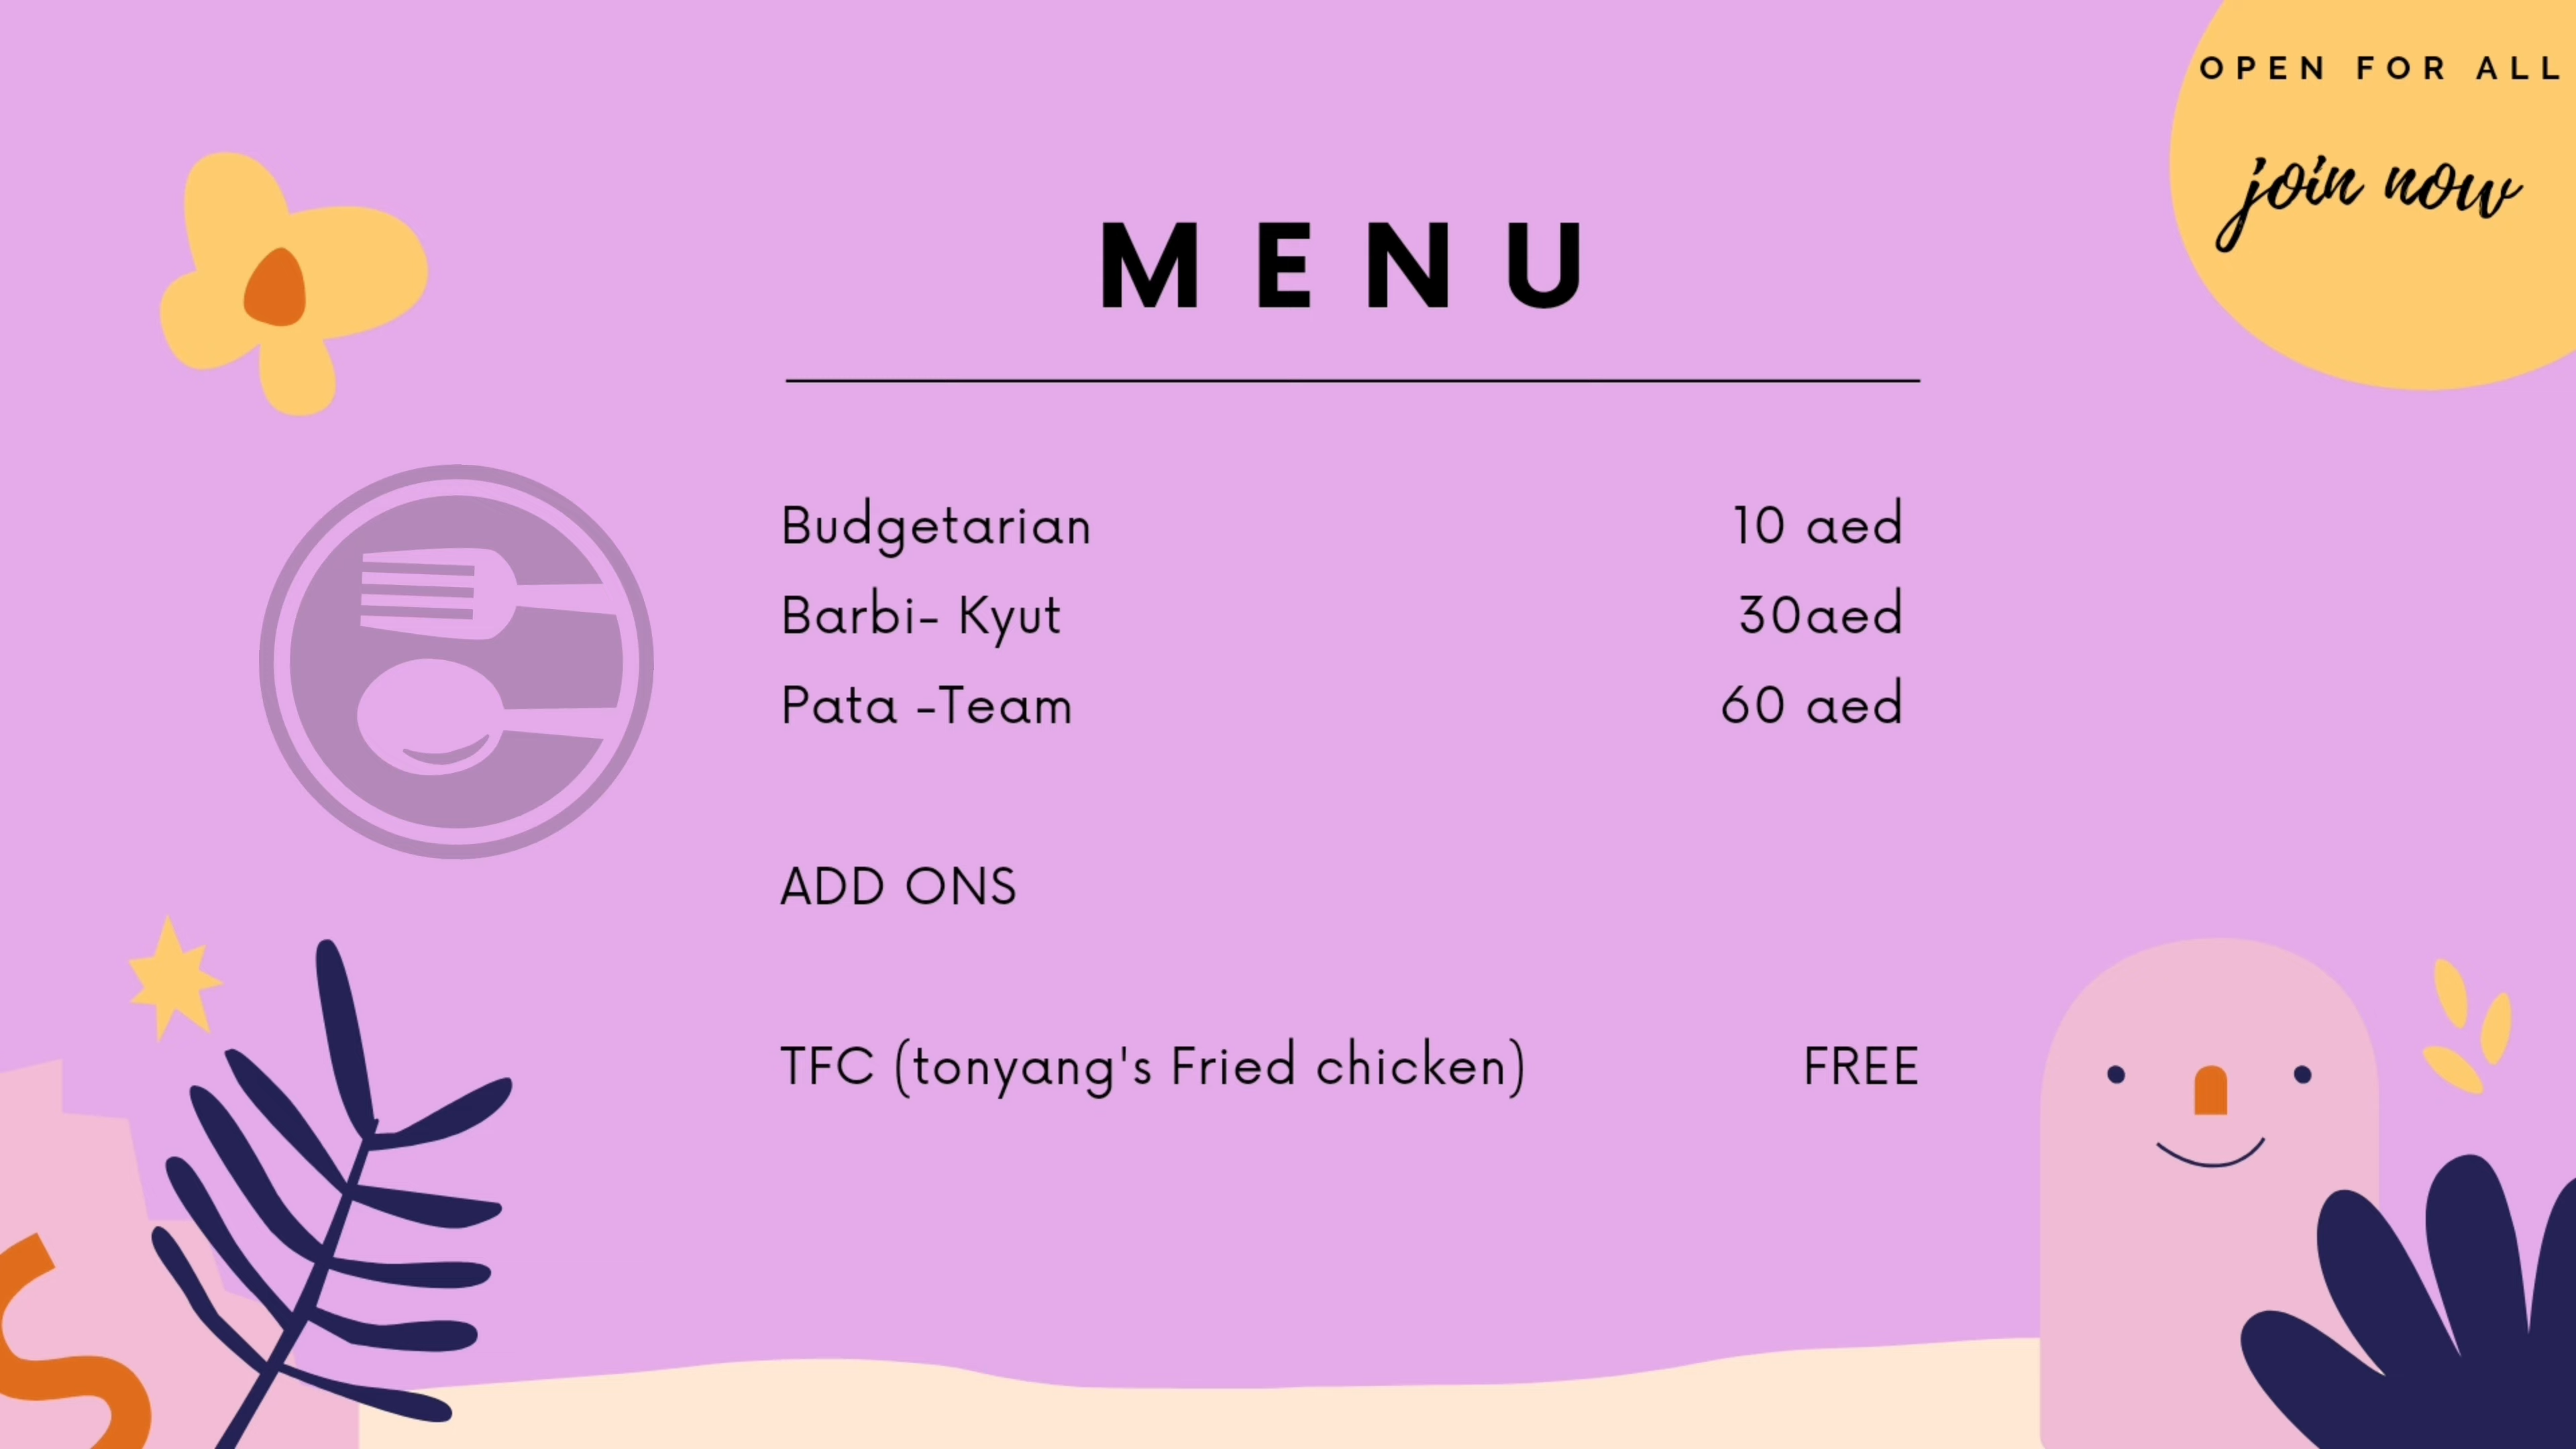 OPEN FOR ALL
join now
MENU
Budgetarian 10 aed
Barbi- Kyut 30aed
Pata -Team 60 aed
ADD ONS
TFC (tonyang's Fried chicken) FREE
S